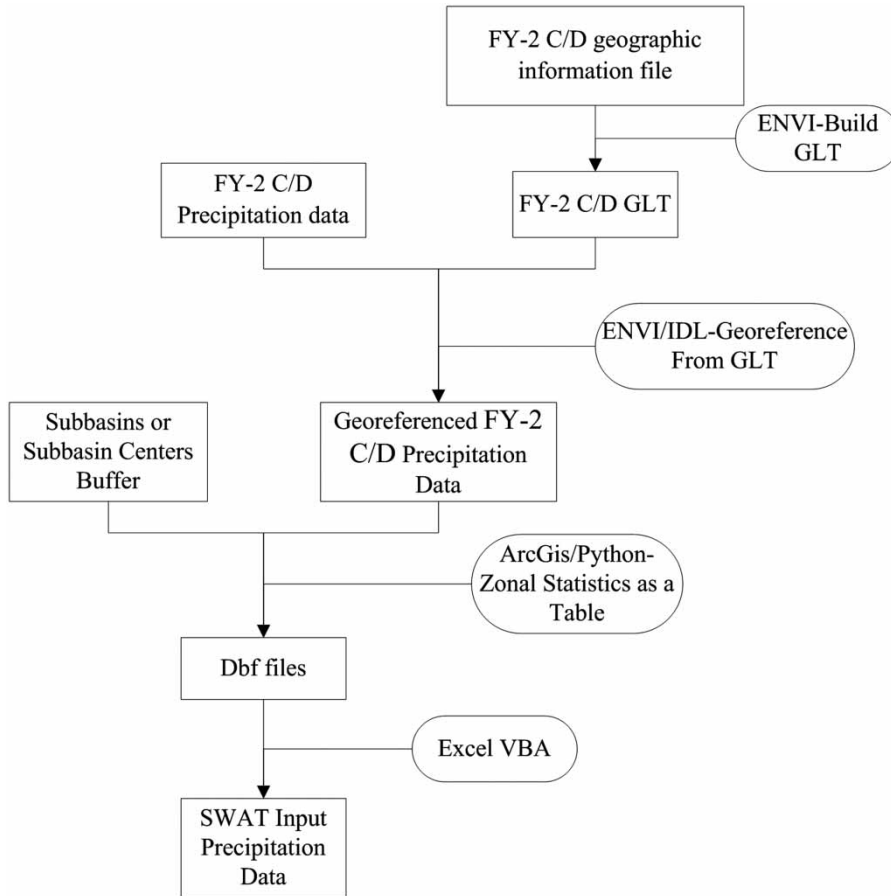 FY-2 C/D geographic
information file
ENVI-Build
GLT
FY-2 C/D
Precipitation data
FY-2 C/D GLT
ENVI/IDL-Georeference
From GLT
Subbasins or
Subbasin Centers
Buffer
Georeferenced FY-2
C/D Precipitation
Data
ArcGis/Python-
Zonal Statistics as a
Table
Dbf files
Excel VBA
SWAT Input
Precipitation
Data